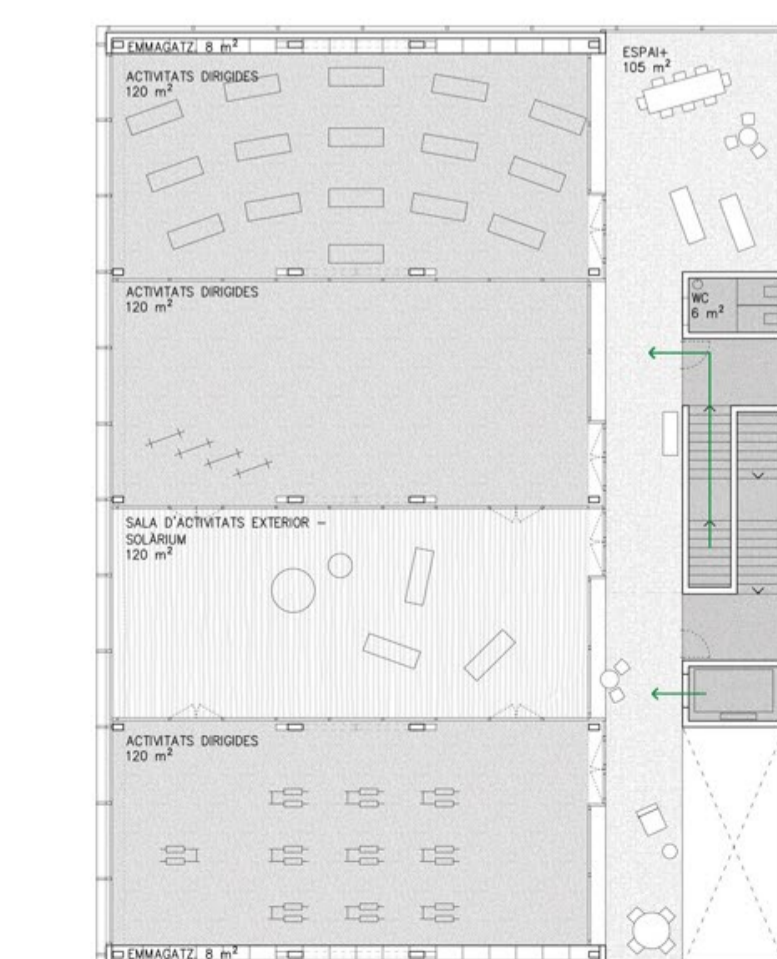 EMMAGATZ. 8 m²
ACTIVITATS DIRIGIDES
120 m²
ESPAI+
105 m²
ACTIVITATS DIRIGIDES
120 m²
WC
6 m²
SALA D'ACTIVITATS EXTERIOR –
SOLÀRIUM
120 m²
ACTIVITATS DIRIGIDES
120 m²
EMMAGATZ. 8 m²